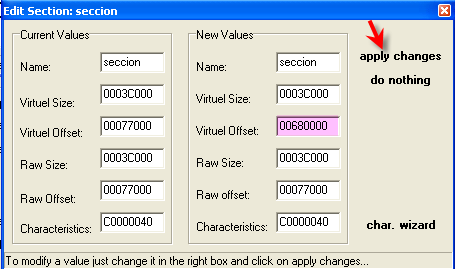 Edit Section: seccion
Current Values
New Values
apply changes
Name: seccion
Name: seccion
do nothing
Virtuel Size: 0003C000
Virtuel Size: 0003C000
Virtuel Offset: 00077000
Virtuel Offset: 00680000
Raw Size: 0003C000
Raw Size: 0003C000
Raw Offset: 00077000
Raw offset: 00077000
Characteristics: C0000040
Characteristics: C0000040
char. wizard
To modify a value just change it in the right box and click on apply changes...